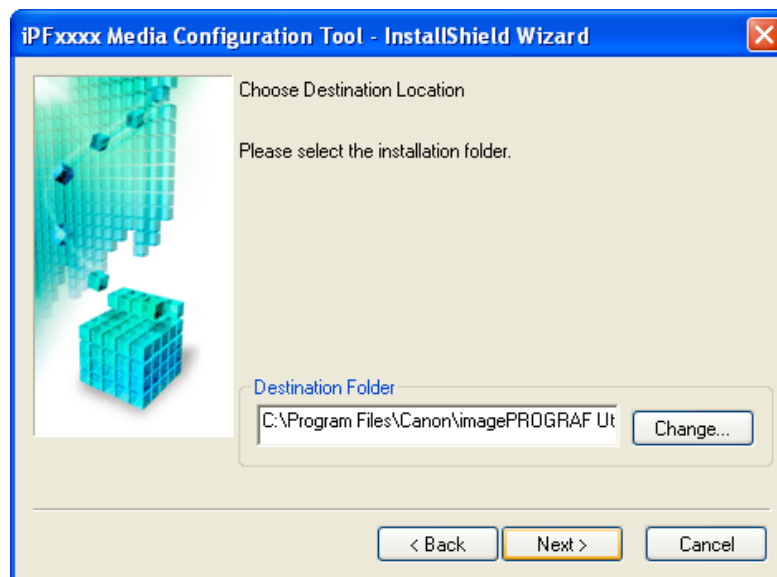 iPFxxxx Media Configuration Tool - InstallShield Wizard
Choose Destination Location
Please select the installation folder.
Destination Folder
C:\Program Files\Canon\imagePROGRAF Ut
Change...
< Back
Next >
Cancel